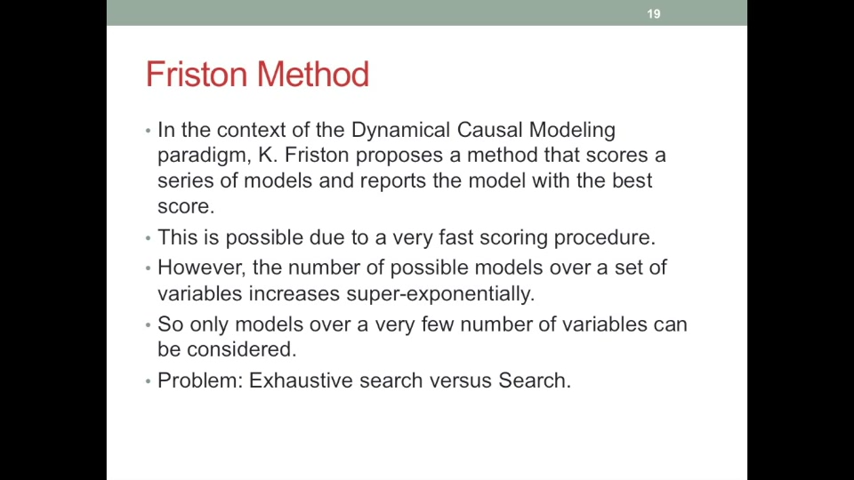 19
Friston Method
• In the context of the Dynamical Causal Modeling
paradigm, K. Friston proposes a method that scores a
series of models and reports the model with the best
score.
• This is possible due to a very fast scoring procedure.
• However, the number of possible models over a set of
variables increases super-exponentially.
• So only models over a very few number of variables can
be considered.
• Problem: Exhaustive search versus Search.